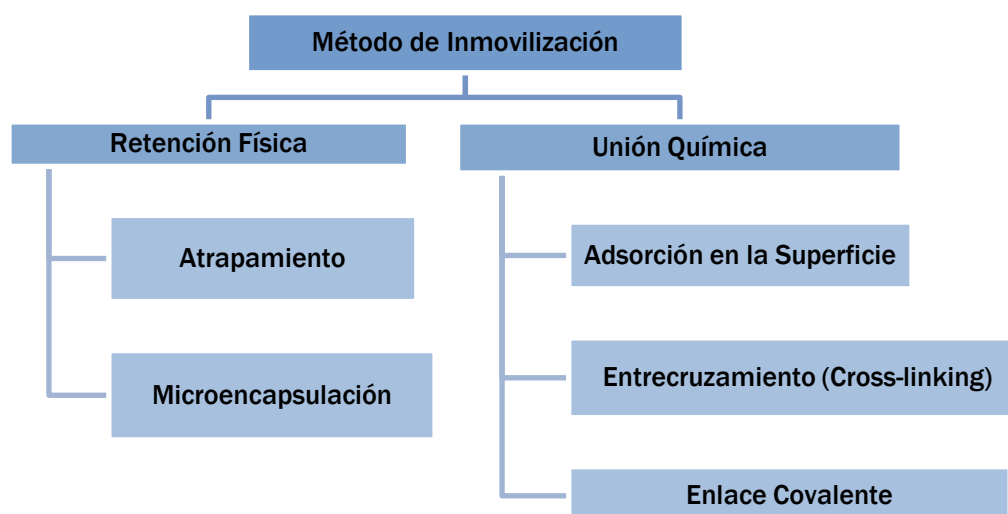 Método de Inmovilización
Retención Física
Unión Química
Atrapamiento
Adsorción en la Superficie
Microencapsulación
Entrecruzamiento (Cross-linking)
Enlace Covalente